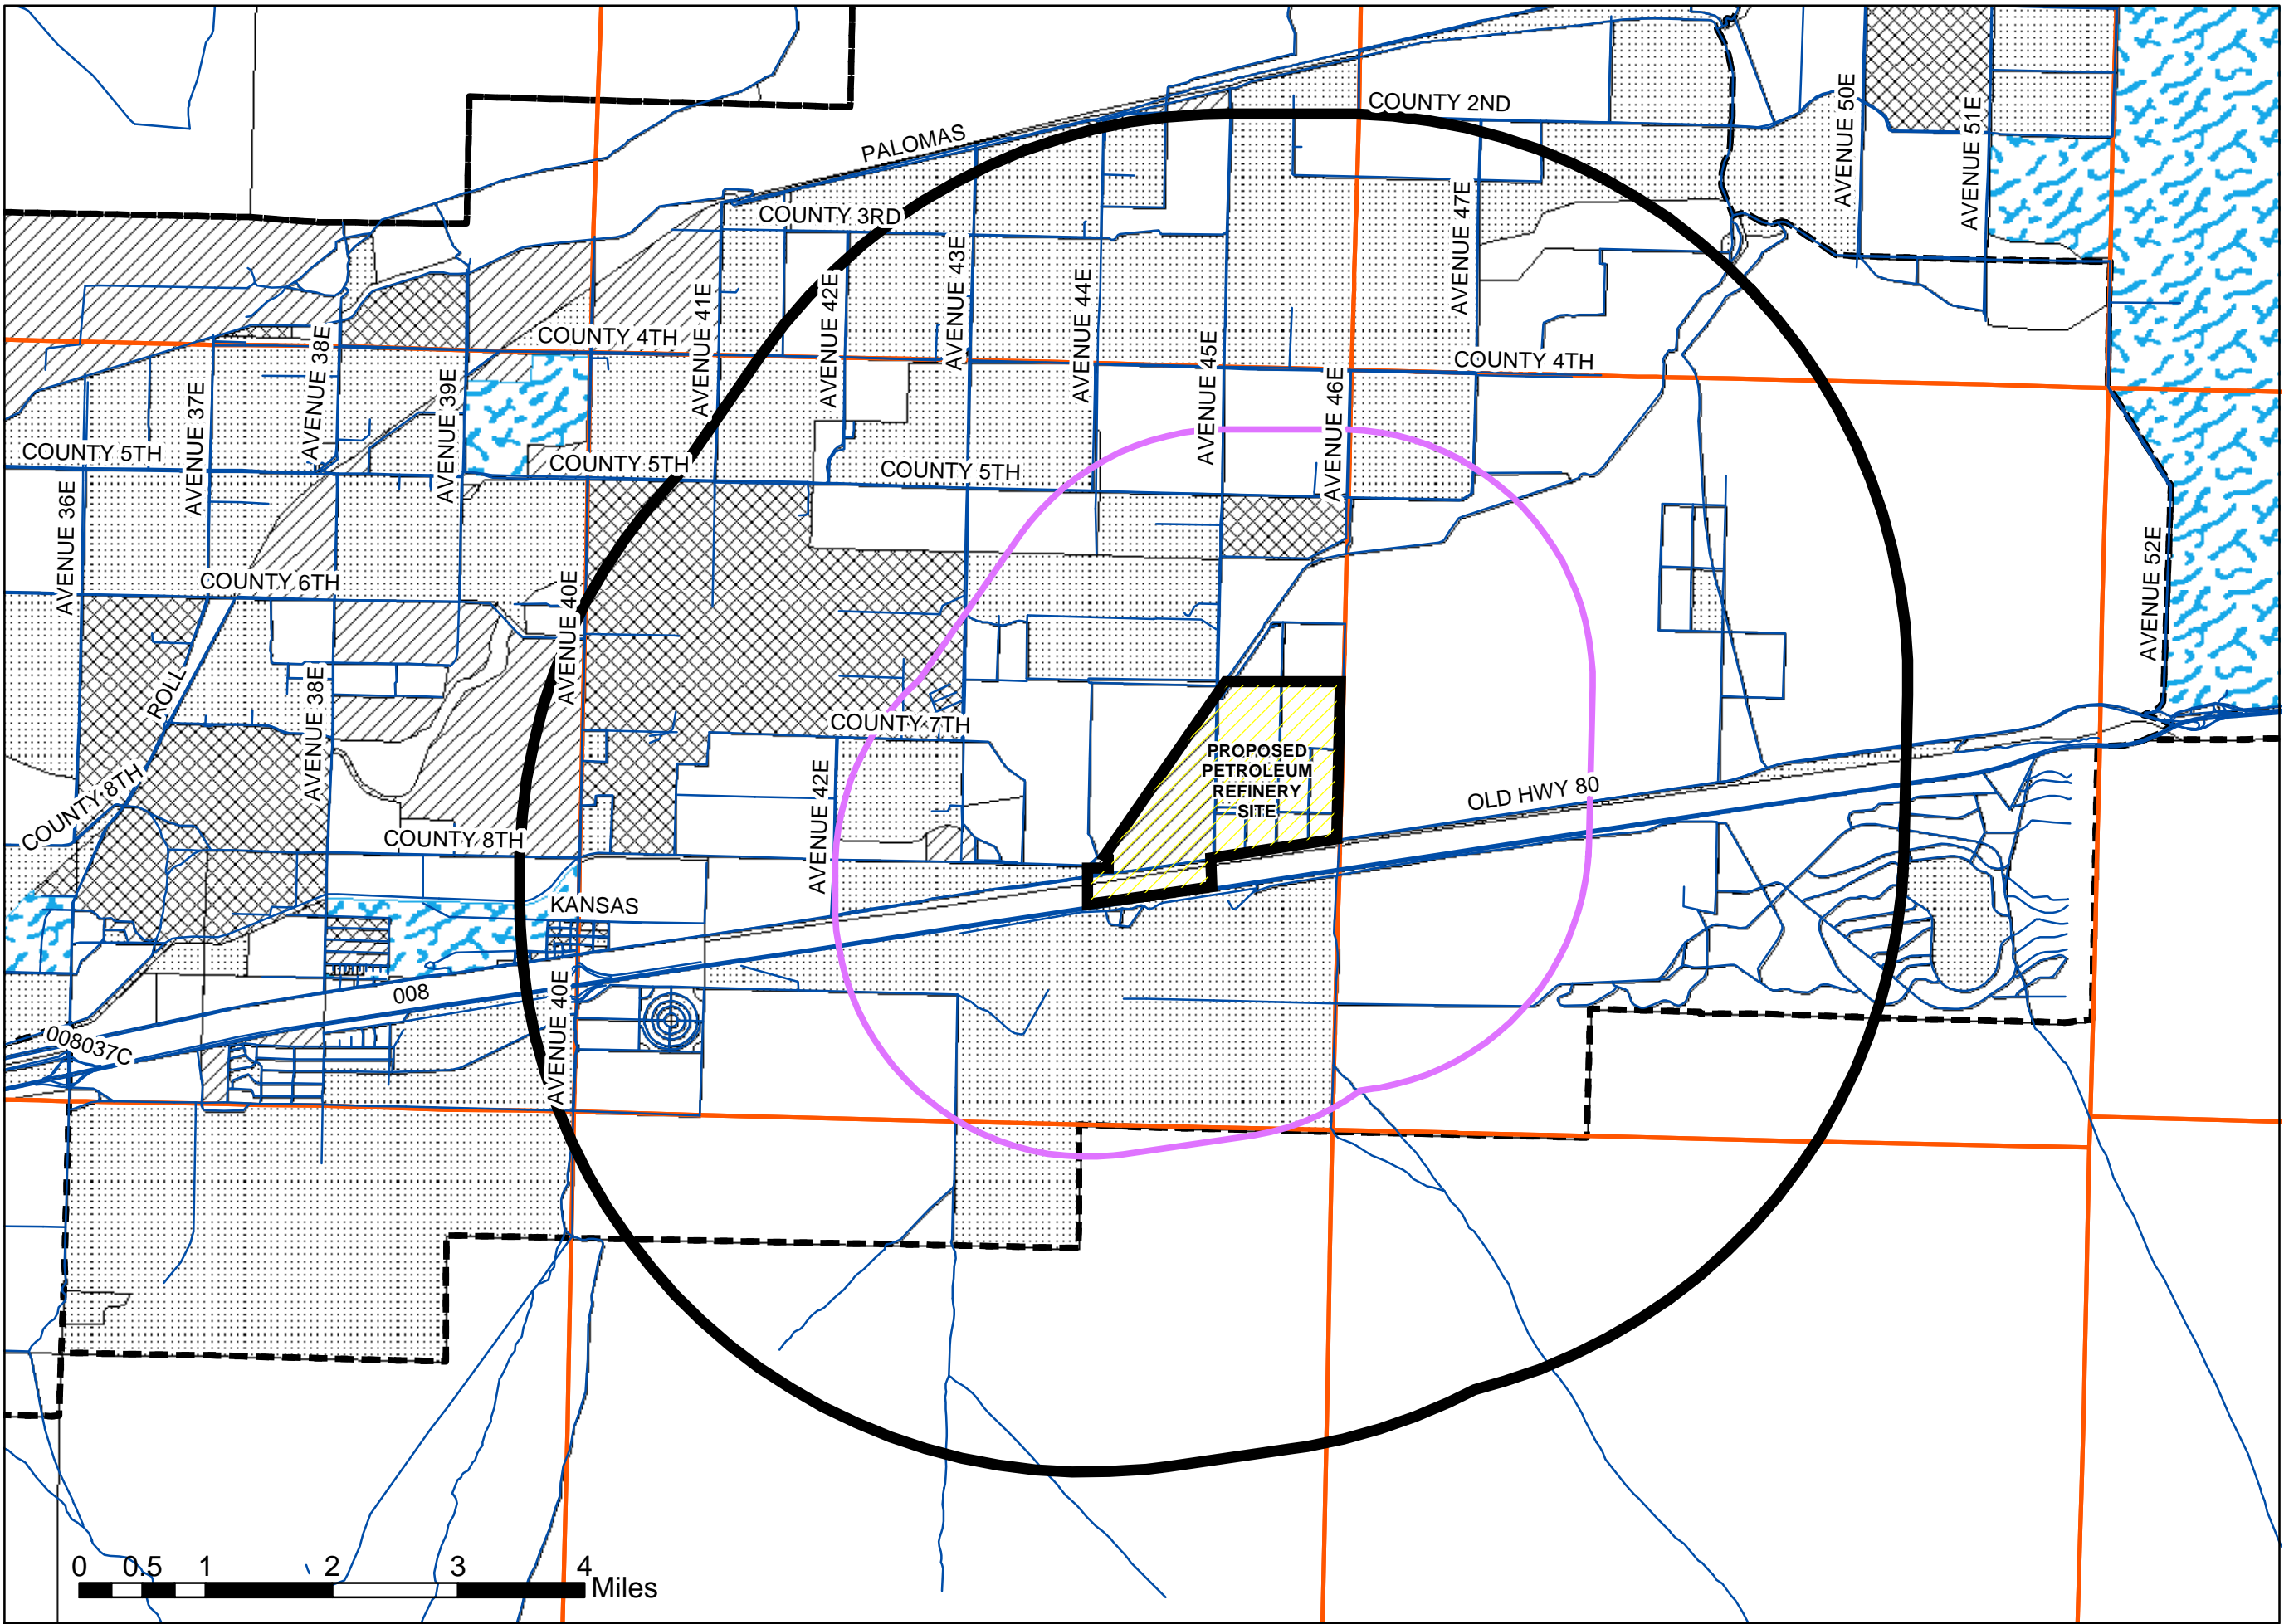 COUNTY 2ND
AVENUE 50E
AVENUE 51E
PALOMAS
COUNTY 3RD
AVENUE 47E
AVENUE 43E
AVENUE 42E
AVENUE 44E
AVENUE 41E
COUNTY 4TH
AVENUE 38E
COUNTY 4TH
AVENUE 45E
AVENUE 39E
AVENUE 37E
AVENUE 46E
COUNTY 5TH
COUNTY 5TH
COUNTY 5TH
AVENUE 36E
COUNTY 6TH
AVENUE 40E
AVENUE 52E
ROLL
AVENUE 38E
COUNTY 7TH
PROPOSED
PETROLEUM
REFINERY
SITE
COUNTY 8TH
AVENUE 42E
OLD HWY 80
COUNTY 8TH
KANSAS
008
AVENUE 40E
008037C
0 0.5 1 2 3 4
Miles